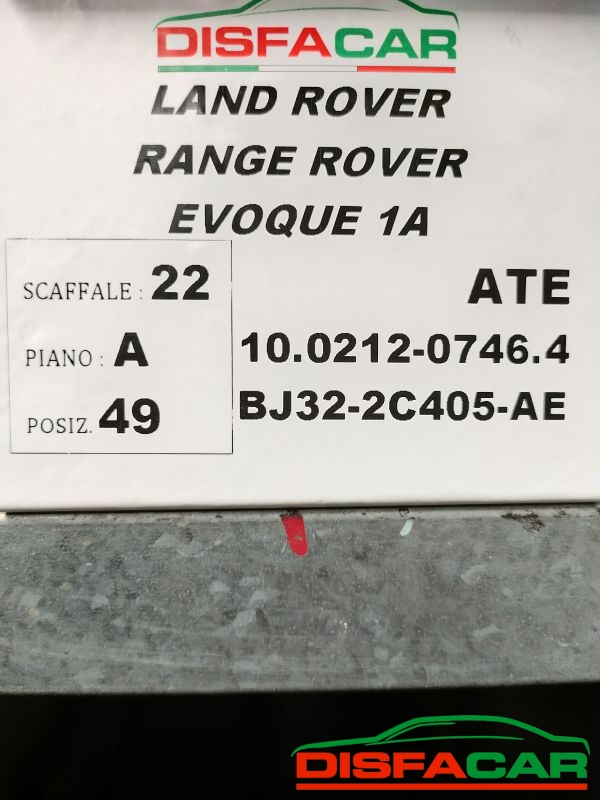 DISFACAR
LAND ROVER
RANGE ROVER
EVOQUE 1A
SCAFFALE : 22
PIANO : A
POSIZ. 49
ATE
10.0212-0746.4
BJ32-2C405-AE
DISFACAR